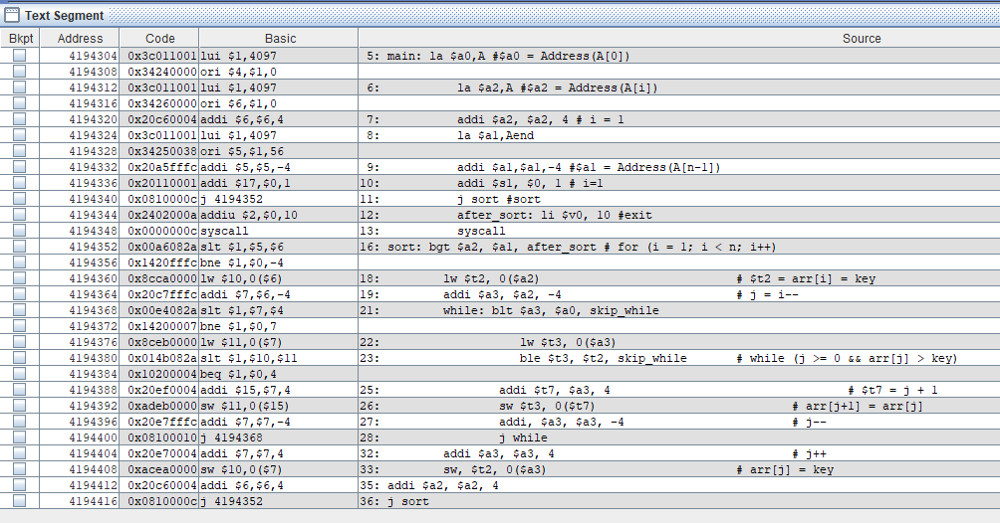 Text Segment
Bkpt Address Code Basic Source
4194304 0x3c011001 lui $1,4097 5: main: la $a0,A #$a0 = Address(A[0])
4194308 0x34240000 ori $4,$1,0
4194312 0x3c011001 lui $1,4097 6: la $a2,A #$a2 = Address(A[i])
4194316 0x34260000 ori $6,$1,0
4194320 0x20c60004 addi $6,$6,4 7: addi $a2, $a2, 4 # i = 1
4194324 0x3c011001 lui $1,4097 8: la $a1,Aend
4194328 0x34250038 ori $5,$1,56
4194332 0x20a5fffc addi $5,$5,-4 9: addi $a1,$a1,-4 #$a1 = Address(A[n-1])
4194336 0x20110001 addi $17,$0,1 10: addi $s1, $0, 1 # i=1
4194340 0x0810000c j 4194352 11: j sort #sort
4194344 0x2402000a addiu $2,$0,10 12: after_sort: li $v0, 10 #exit
4194348 0x0000000c syscall 13: syscall
4194352 0x00a6082a slt $1,$5,$6 16: sort: bgt $a2, $a1, after_sort # for (i = 1; i < n; i++)
4194356 0x1420fffc bne $1,$0,-4
4194360 0x8cca0000 lw $10,0($6) 18: lw $t2, 0($a2) # $t2 = arr[i] = key
4194364 0x20c7fffc addi $7,$6,-4 19: addi $a3, $a2, -4 # j = i--
4194368 0x00e4082a slt $1,$7,$4 21: while: blt $a3, $a0, skip_while
4194372 0x14200007 bne $1,$0,7
4194376 0x8ceb0000 lw $11,0($7) 22: lw $t3, 0($a3)
4194380 0x014b082a slt $1,$10,$11 23: ble $t3, $t2, skip_while # while (j >= 0 && arr[j] > key)
4194384 0x10200004 beq $1,$0,4
4194388 0x20ef0004 addi $15,$7,4 25: addi $t7, $a3, 4 # $t7 = j + 1
4194392 0xadeb0000 sw $11,0($15) 26: sw $t3, 0($t7) # arr[j+1] = arr[j]
4194396 0x20e7fffc addi $7,$7,-4 27: addi, $a3, $a3, -4 # j--
4194400 0x08100010 j 4194368 28: j while
4194404 0x20e70004 addi $7,$7,4 32: addi $a3, $a3, 4 # j++
4194408 0xacea0000 sw $10,0($7) 33: sw, $t2, 0($a3) # arr[j] = key
4194412 0x20c60004 addi $6,$6,4 35: addi $a2, $a2, 4
4194416 0x0810000c j 4194352 36: j sort